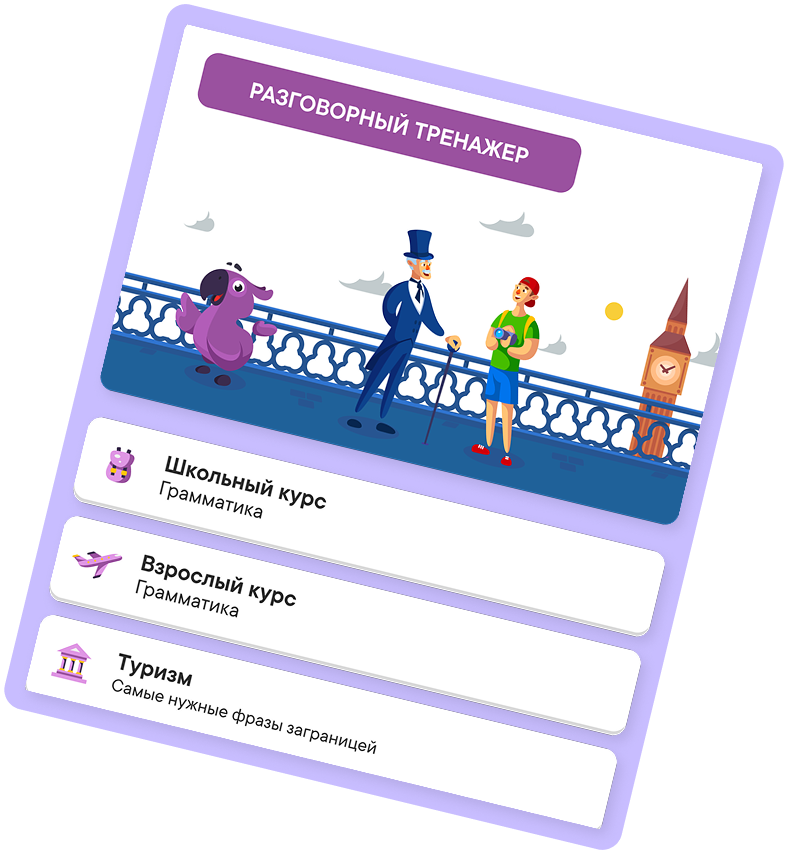 РАЗГОВОРНЫЙ ТРЕНАЖЕР
Школьный курс
Грамматика
Взрослый курс
Грамматика
Туризм
Самые нужные фразы заграницей